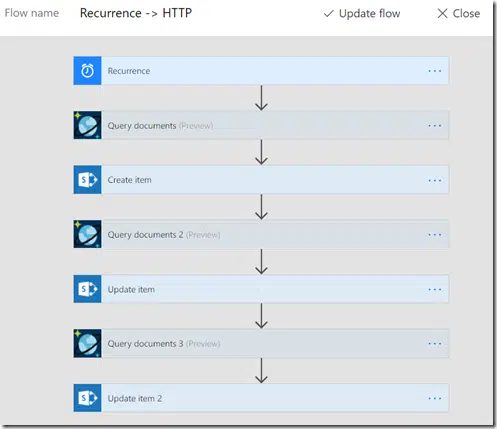 Flow name Recurrence -> HTTP Update flow Close
Recurrence ...
Query documents (Preview) ...
Create item ...
Query documents 2 (Preview) ...
Update item ...
Query documents 3 (Preview) ...
Update item 2 ...